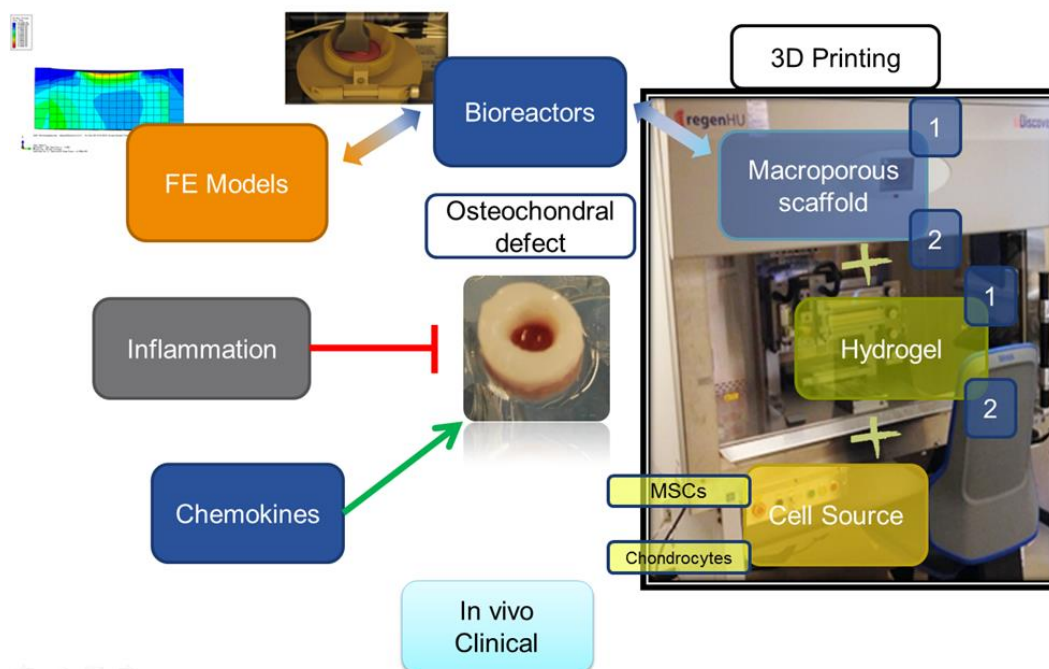 3D Printing
Bioreactors
regenHU
1
Macroporous
scaffold
FE Models
Osteochondral
defect
2
1
Inflammation
Hydrogel
2
MSCs
Chemokines
Cell Source
Chondrocytes
In vivo
Clinical